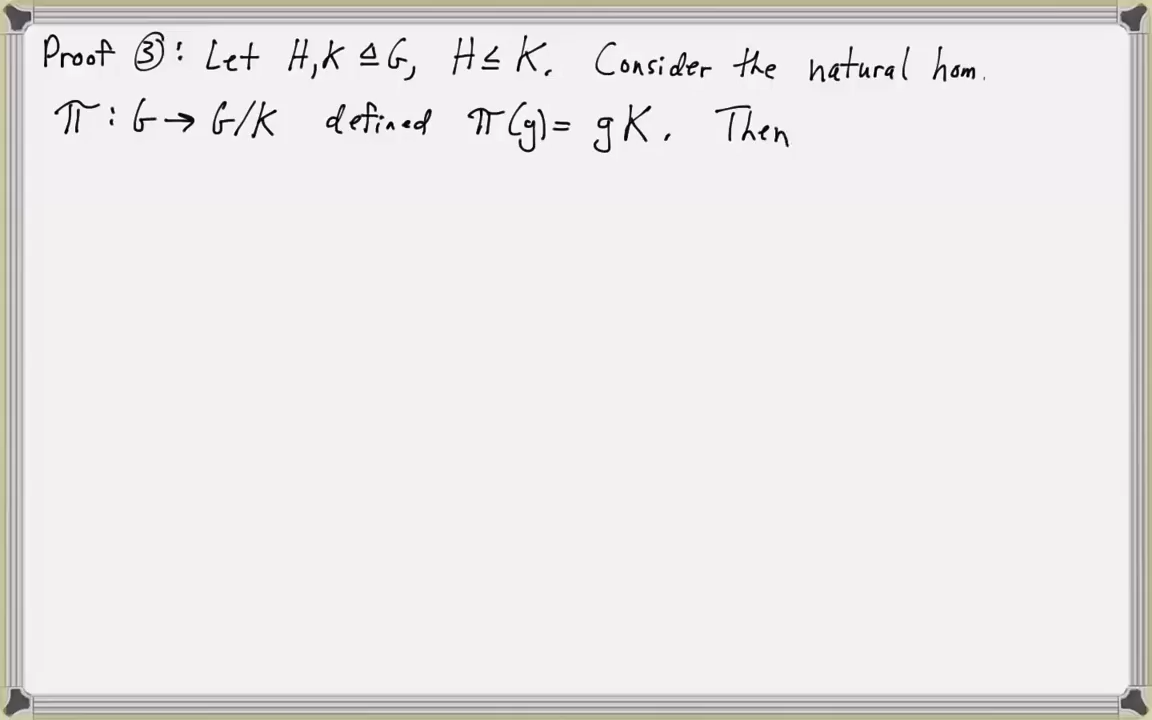 Proof ③: Let H,K ⊴ G, H ≤ K. Consider the natural hom.
π: G → G/K defined π(g) = gK. Then